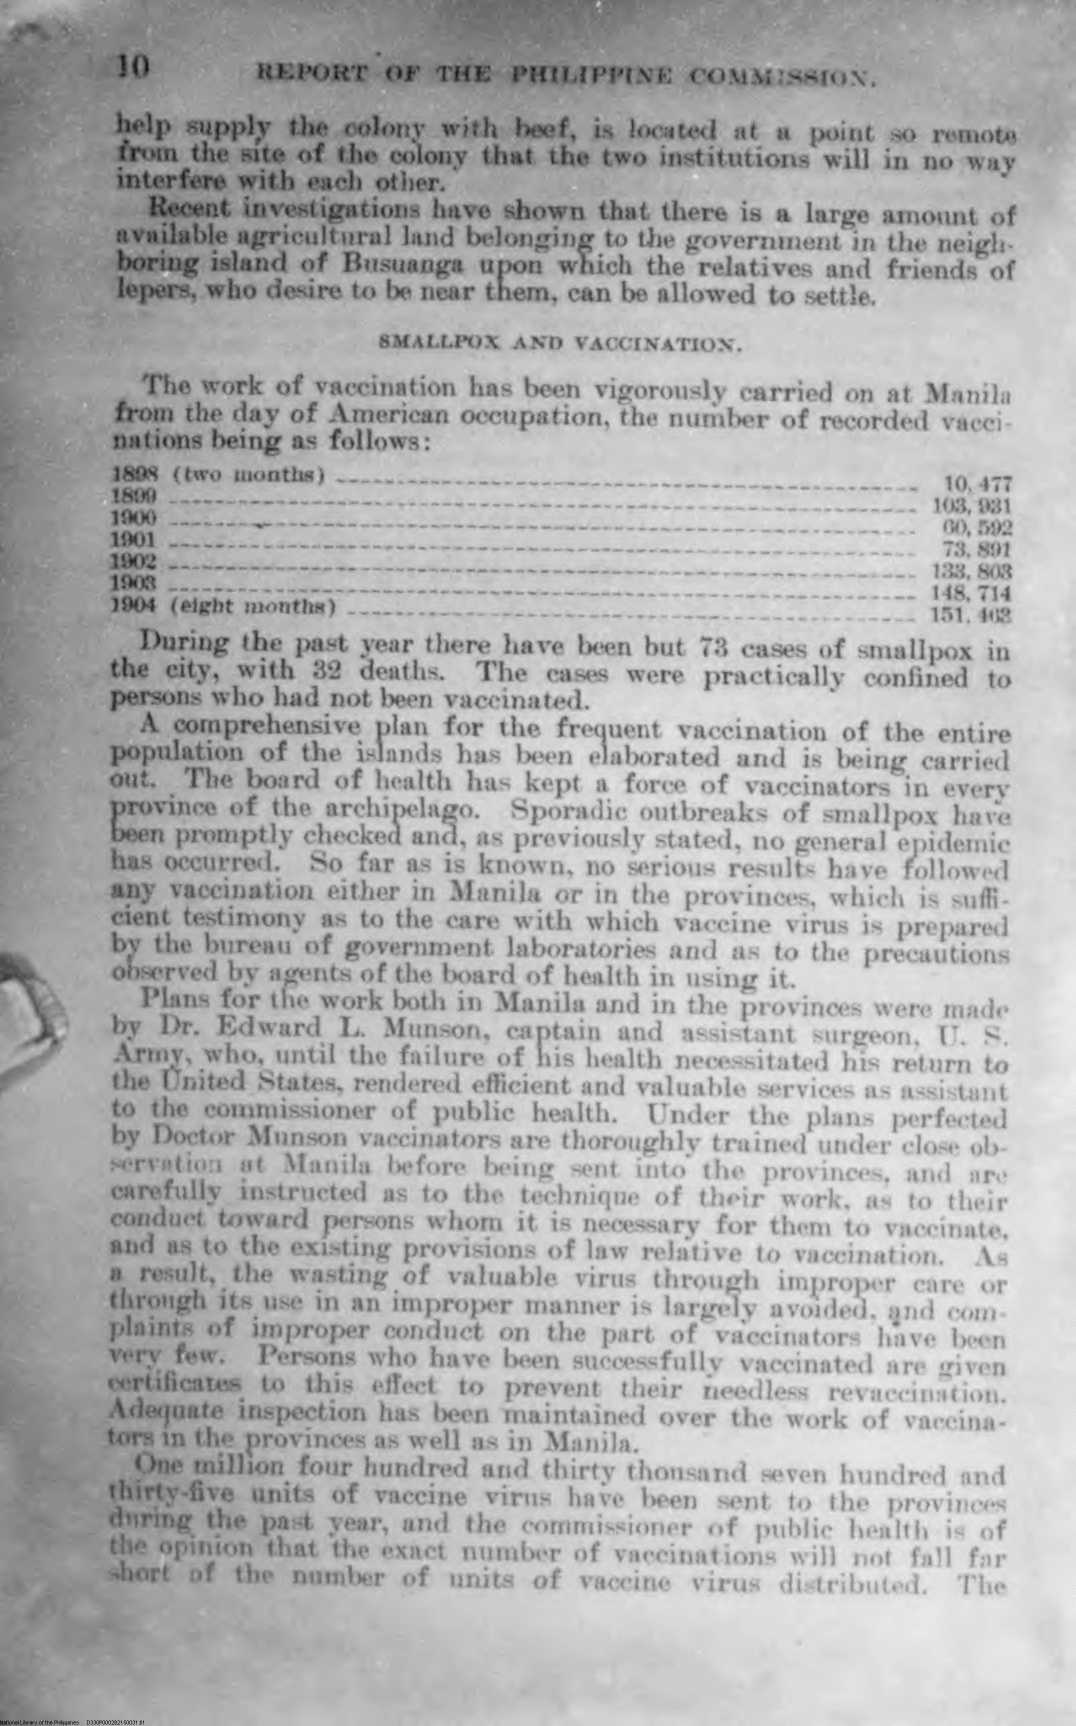 10 REPORT OF THE PHILIPPINE COMMISSION.
help supply the colony with beef, is located at a point so remote
from the site of the colony that the two institutions will in no way
interfere with each other.
Recent investigations have shown that there is a large amount of
available agricultural land belonging to the government in the neigh-
boring island of Busuanga upon which the relatives and friends of
lepers, who desire to be near them, can be allowed to settle.
SMALLPOX AND VACCINATION.
The work of vaccination has been vigorously carried on at Manila
from the day of American occupation, the number of recorded vacci-
nations being as follows:
1898 (two months) 10,477
1899 103,931
1900 60,592
1901 73,891
1902 133,803
1903 148,714
1904 (eight months)
During the past year there have been but 73 cases of smallpox in
the city, with 32 deaths. The cases were practically confined to
persons who had not been vaccinated.
A comprehensive plan for the frequent vaccination of the entire
population of the islands has been elaborated and is being carried
out. The board of health has kept a force of vaccinators in every
province of the archipelago. Sporadic outbreaks of smallpox have
been promptly checked and, as previously stated, no general epidemic
has occurred. So far as is known, no serious results have followed
any vaccination either in Manila or in the provinces, which is suffi-
cient testimony as to the care with which vaccine virus is prepared
by the bureau of government laboratories and as to the precautions
observed by agents of the board of health in using it.
Plans for the work both in Manila and in the provinces were made
by Dr. Edward L. Munson, captain and assistant surgeon, U. S.
Army, who, until the failure of his health necessitated his return to
the United States, rendered efficient and valuable services as assistant
to the commissioner of public health. Under the plans perfected
by Doctor Munson vaccinators are thoroughly trained under close ob-
servation at Manila before being sent into the provinces, and are
carefully instructed as to the technique of their work, as to their
conduct toward persons whom it is necessary for them to vaccinate,
and as to the existing provisions of law relative to vaccination. As
a result, the wasting of valuable virus through improper care or
through its use in an improper manner is largely avoided, and com-
plaints of improper conduct on the part of vaccinators have been
very few. Persons who have been successfully vaccinated are given
certificates to this effect to prevent their needless revaccination.
Adequate inspection has been maintained over the work of vaccina-
tors in the provinces as well as in Manila.
One million four hundred and thirty thousand seven hundred and
thirty-five units of vaccine virus have been sent to the provinces
during the past year, and the commissioner of public health is of
the opinion that the exact number of vaccinations will not fall far
short of the number of units of vaccine virus distributed. The
National Library of the Philippines